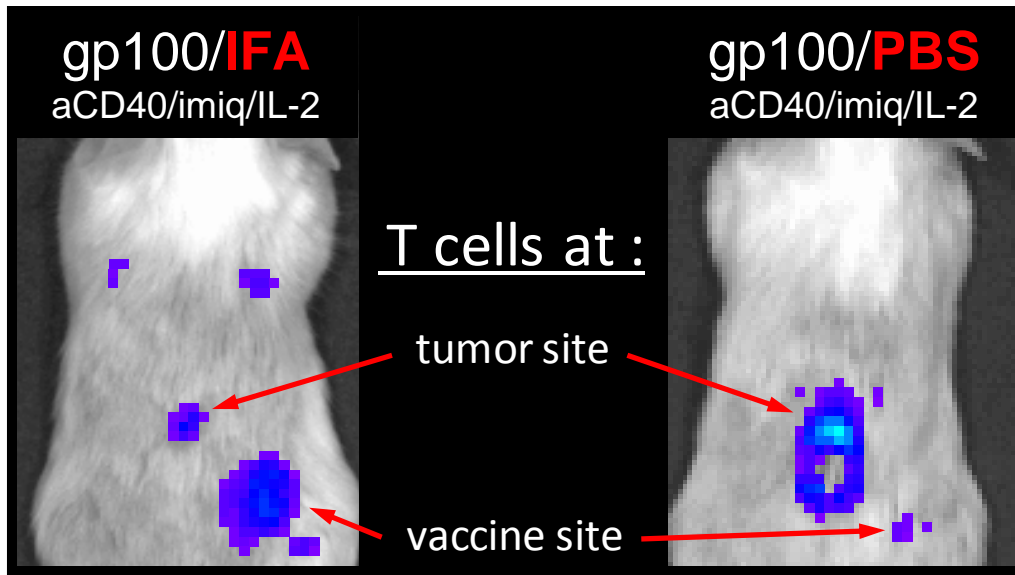 gp100/IFA
aCD40/imiq/IL-2
gp100/PBS
aCD40/imiq/IL-2
T cells at :
tumor site
vaccine site